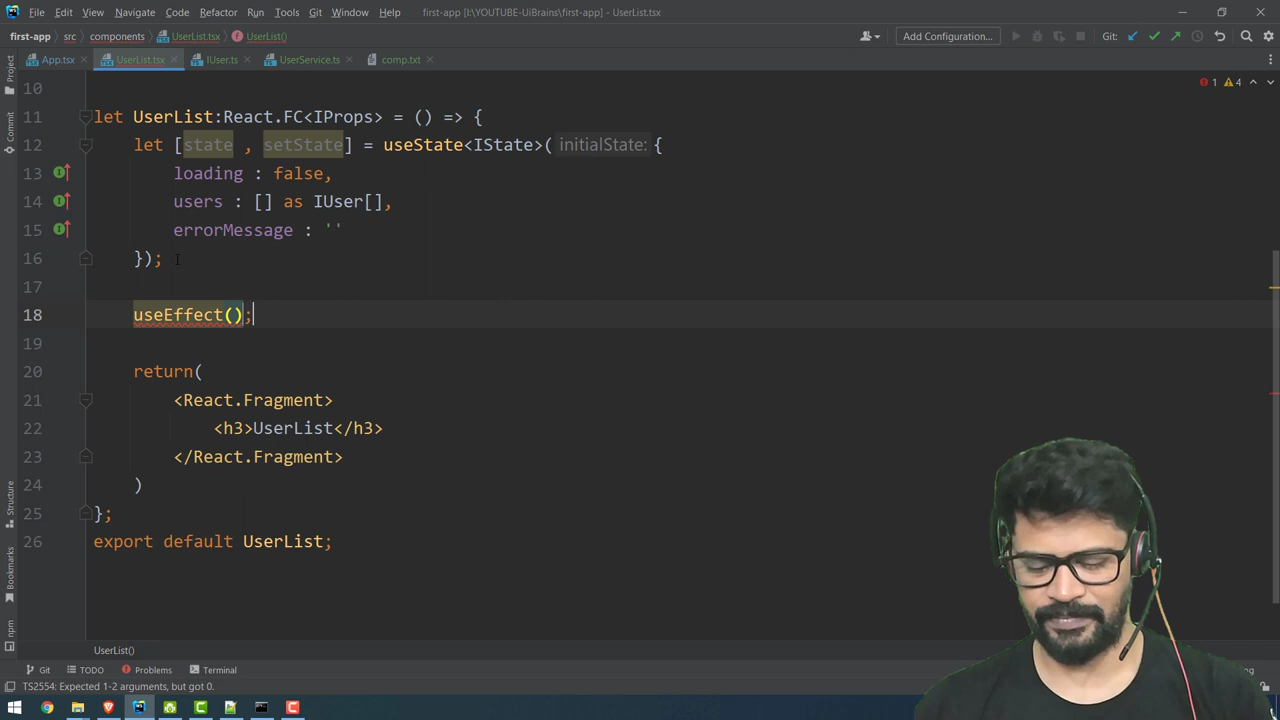 File Edit View Navigate Code Refactor Run Tools Git Window Help first-app [I:\YOUTUBE-UiBrains\first-app] - UserList.tsx
first-app src components UserList.tsx UserList() Add Configuration... Git:
App.tsx UserList.tsx IUser.ts UserService.ts comp.txt
Project
Commit
Structure
Bookmarks
npm
1 4
10
11 let UserList:React.FC<IProps> = () => {
12 let [state , setState] = useState<IState>( initialState: {
13 loading : false,
14 users : [] as IUser[],
15 errorMessage : ''
16 });
17
18 useEffect();
19
20 return(
21 <React.Fragment>
22 <h3>UserList</h3>
23 </React.Fragment>
24 )
25 };
26 export default UserList;
UserList()
Git TODO Problems Terminal
TS2554: Expected 1-2 arguments, but got 0.